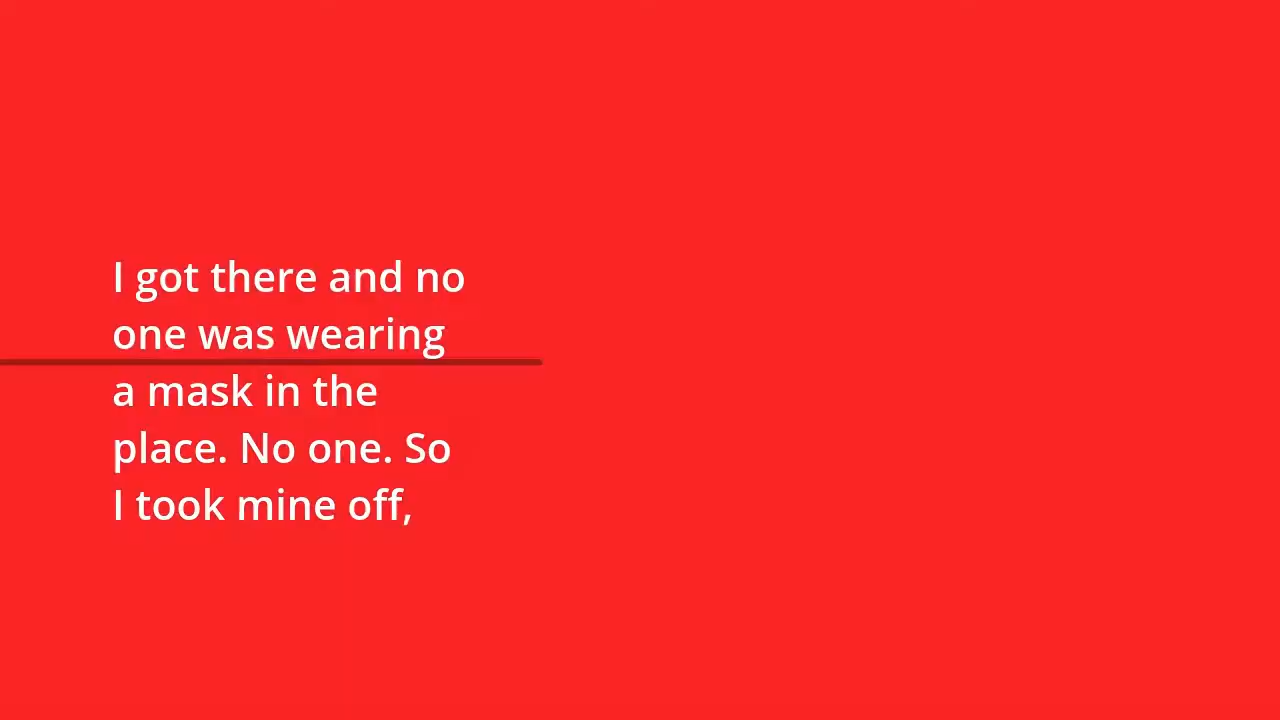 I got there and no
one was wearing
a mask in the
place. No one. So
I took mine off,